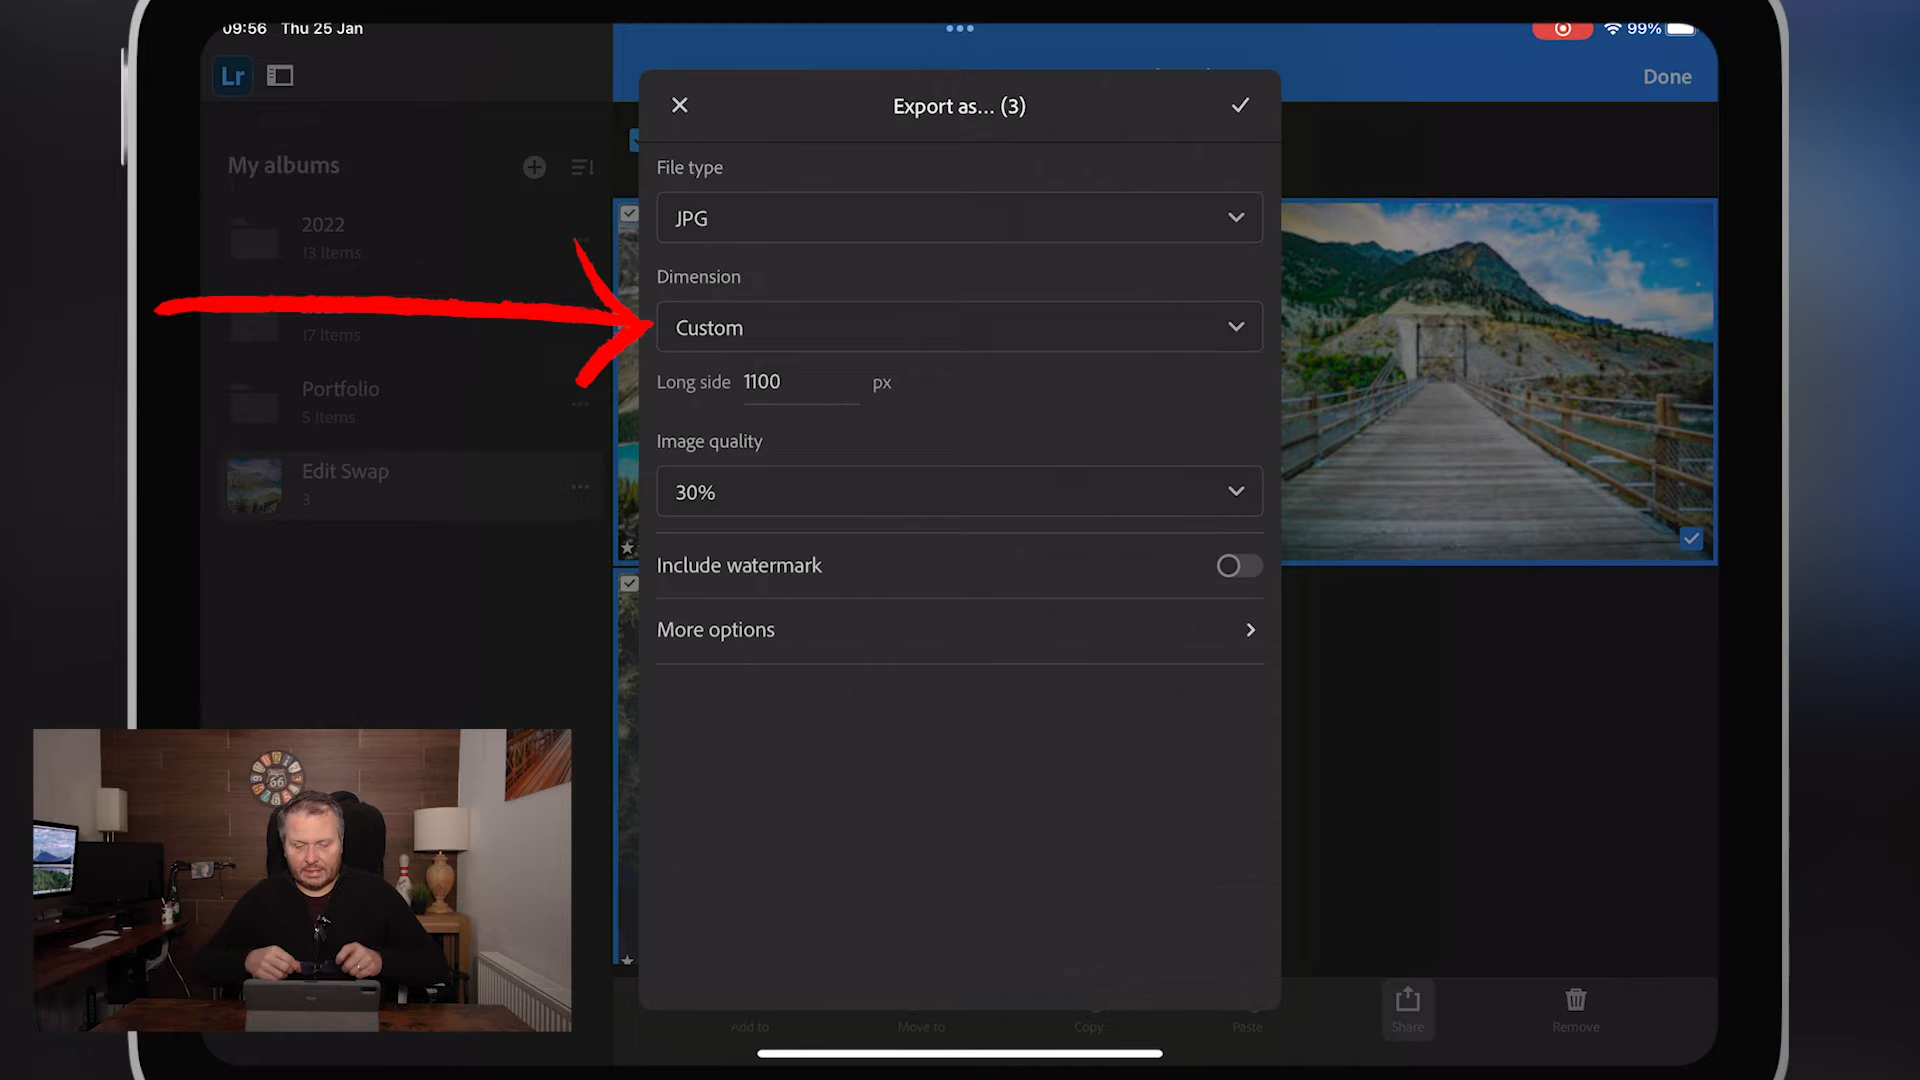 09:56 Thu 25 Jan
99%
Lr
Done
Export as... (3)
My albums
2022
13 Items
17 Items
Portfolio
5 Items
Edit Swap
3
File type
JPG
Dimension
Custom
Long side 1100 px
Image quality
30%
Include watermark
More options
Add to
Move to
Copy
Paste
Share
Remove
66